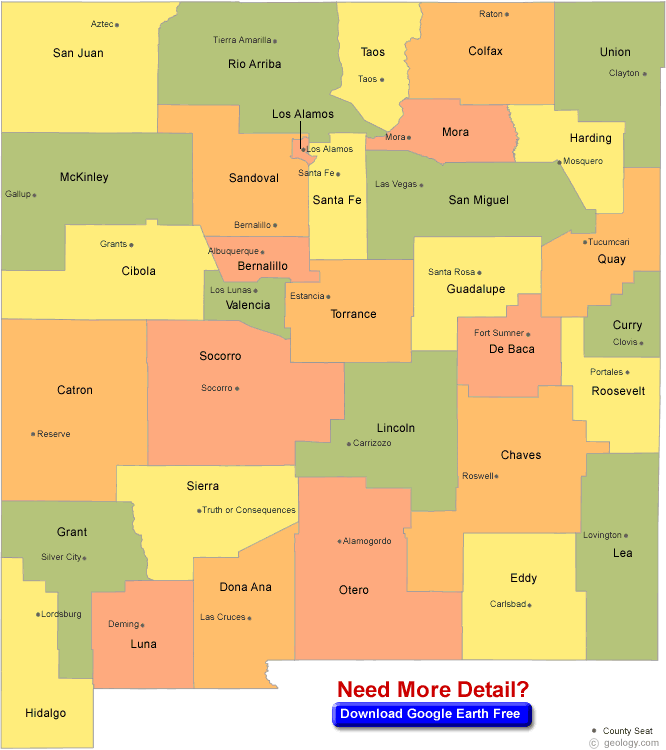 Aztec
San Juan
Tierra Amarilla
Rio Arriba
Taos
Taos
Raton
Colfax
Union
Clayton
Los Alamos
Los Alamos
Mora
Mora
Harding
Mosquero
McKinley
Gallup
Sandoval
Bernalillo
Santa Fe
Santa Fe
Las Vegas
San Miguel
Grants
Cibola
Albuquerque
Bernalillo
Los Lunas
Valencia
Estancia
Torrance
Santa Rosa
Guadalupe
Tucumcari
Quay
Fort Sumner
De Baca
Curry
Clovis
Portales
Roosevelt
Catron
Reserve
Socorro
Socorro
Lincoln
Carrizozo
Chaves
Roswell
Sierra
Truth or Consequences
Grant
Silver City
Alamogordo
Otero
Lovington
Lea
Eddy
Carlsbad
Dona Ana
Las Cruces
Lordsburg
Deming
Luna
Hidalgo
Need More Detail?
Download Google Earth Free
County Seat
© geology.com